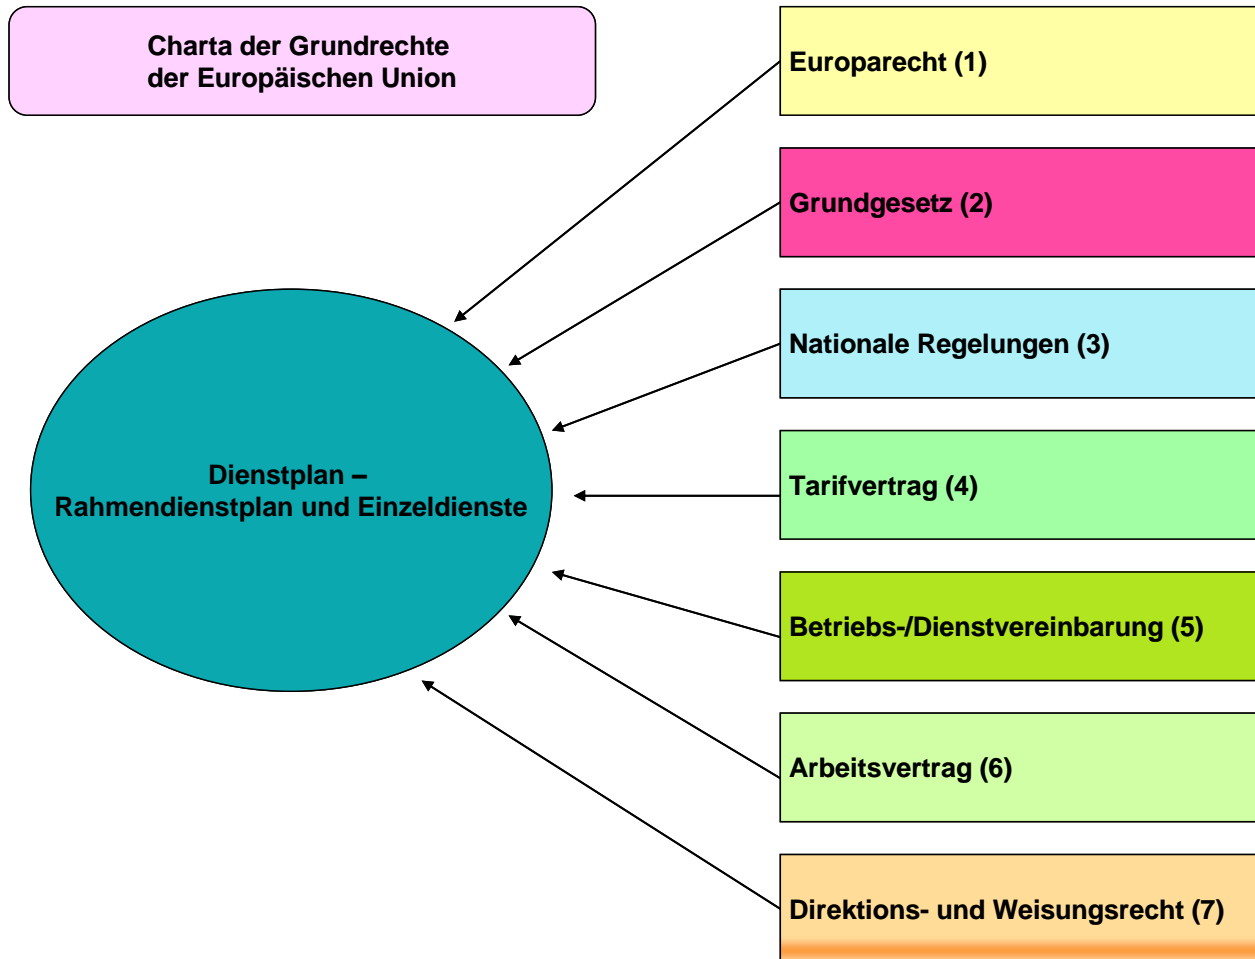 Charta der Grundrechte
der Europäischen Union
Europarecht (1)
Grundgesetz (2)
Nationale Regelungen (3)
Dienstplan –
Rahmendienstplan und Einzeldienste
Tarifvertrag (4)
Betriebs-/Dienstvereinbarung (5)
Arbeitsvertrag (6)
Direktions- und Weisungsrecht (7)